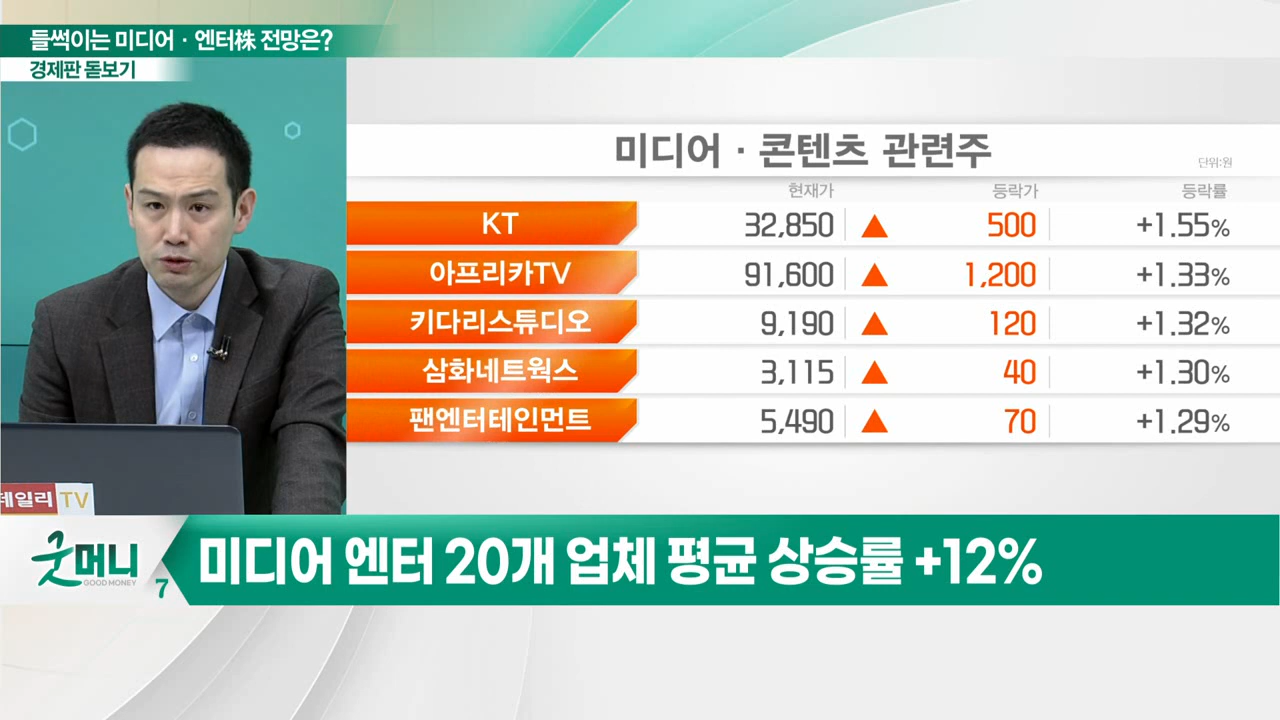 들썩이는 미디어 · 엔터株 전망은?
경제판 돋보기
미디어 · 콘텐츠 관련주
단위:원
현재가 등락가 등락률
KT 32,850 ▲ 500 +1.55%
아프리카TV 91,600 ▲ 1,200 +1.33%
키다리스튜디오 9,190 ▲ 120 +1.32%
삼화네트웍스 3,115 ▲ 40 +1.30%
팬엔터테인먼트 5,490 ▲ 70 +1.29%
데일리 TV
굿머니
GOOD MONEY
7
미디어 엔터 20개 업체 평균 상승률 +12%